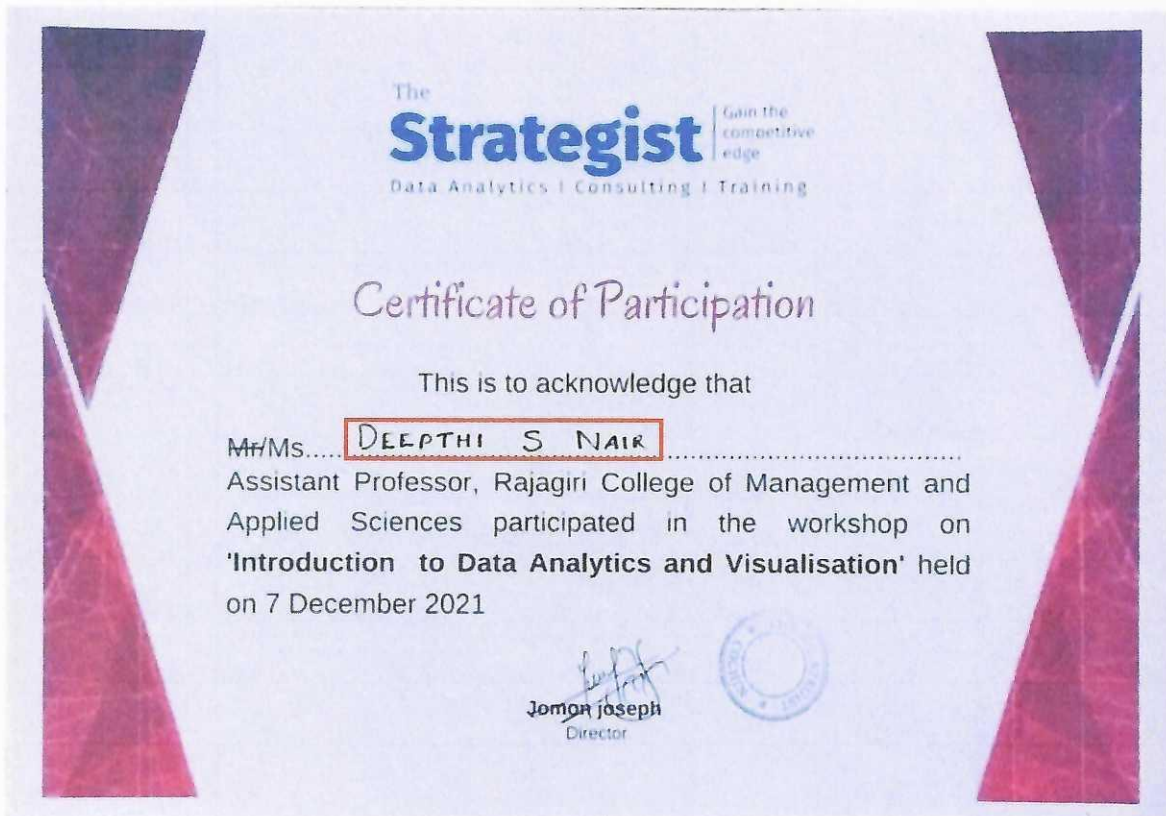 The
Strategist
Gain the
competitive
edge
Data Analytics | Consulting | Training
Certificate of Participation
This is to acknowledge that
Mr/Ms..... DEEPTHI S NAIR ......................................
Assistant Professor, Rajagiri College of Management and
Applied Sciences participated in the workshop on
'Introduction to Data Analytics and Visualisation' held
on 7 December 2021
Jomon joseph
Director